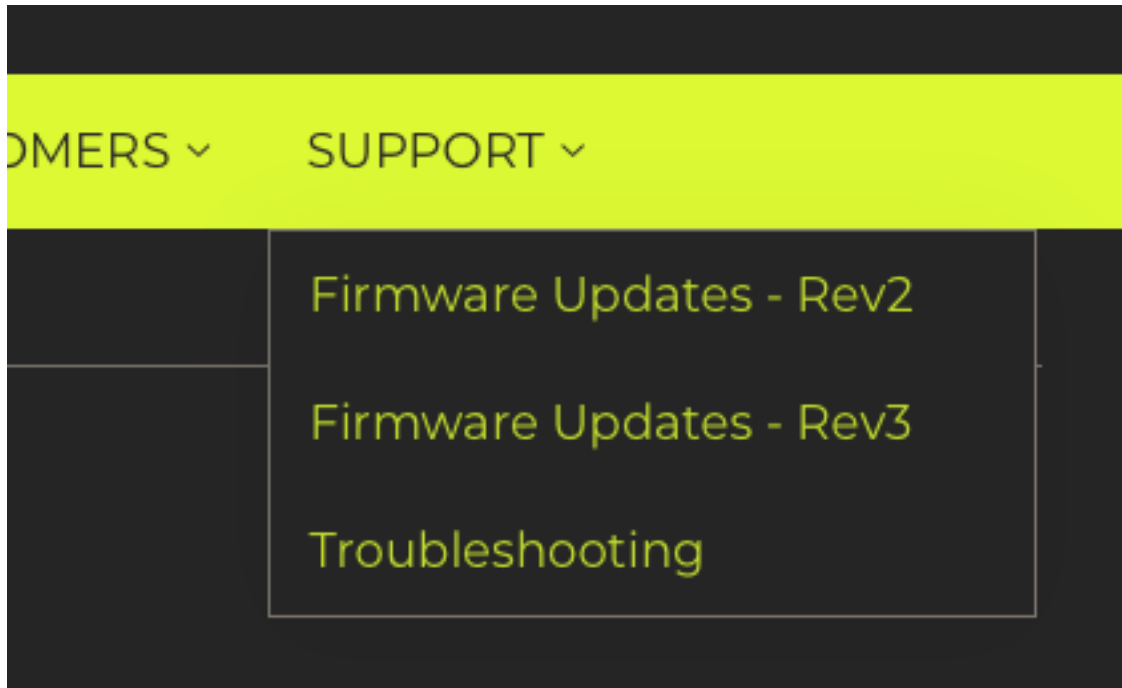 OMERS SUPPORT
Firmware Updates - Rev2
Firmware Updates - Rev3
Troubleshooting